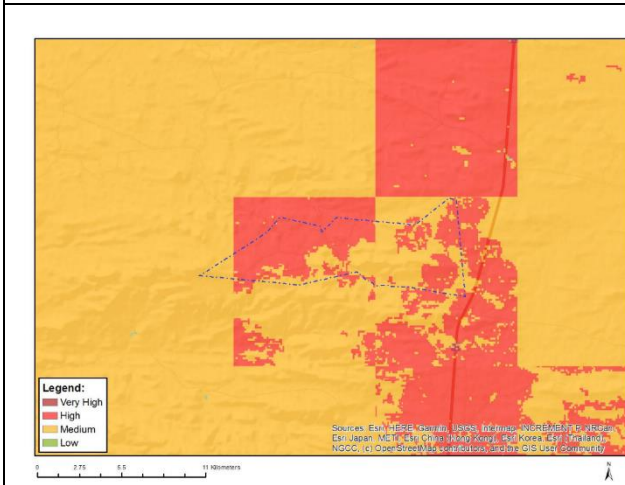 Legend:
Very High
High
Medium
Low
Sources: Esri, HERE, Garmin, USGS, Intermap, INCREMENT P, NRCan,
Esri Japan, METI, Esri China (Hong Kong), Esri Korea, Esri (Thailand),
NGCC, (c) OpenStreetMap contributors, and the GIS User Community
0 2.75 5.5 11 Kilometers
N